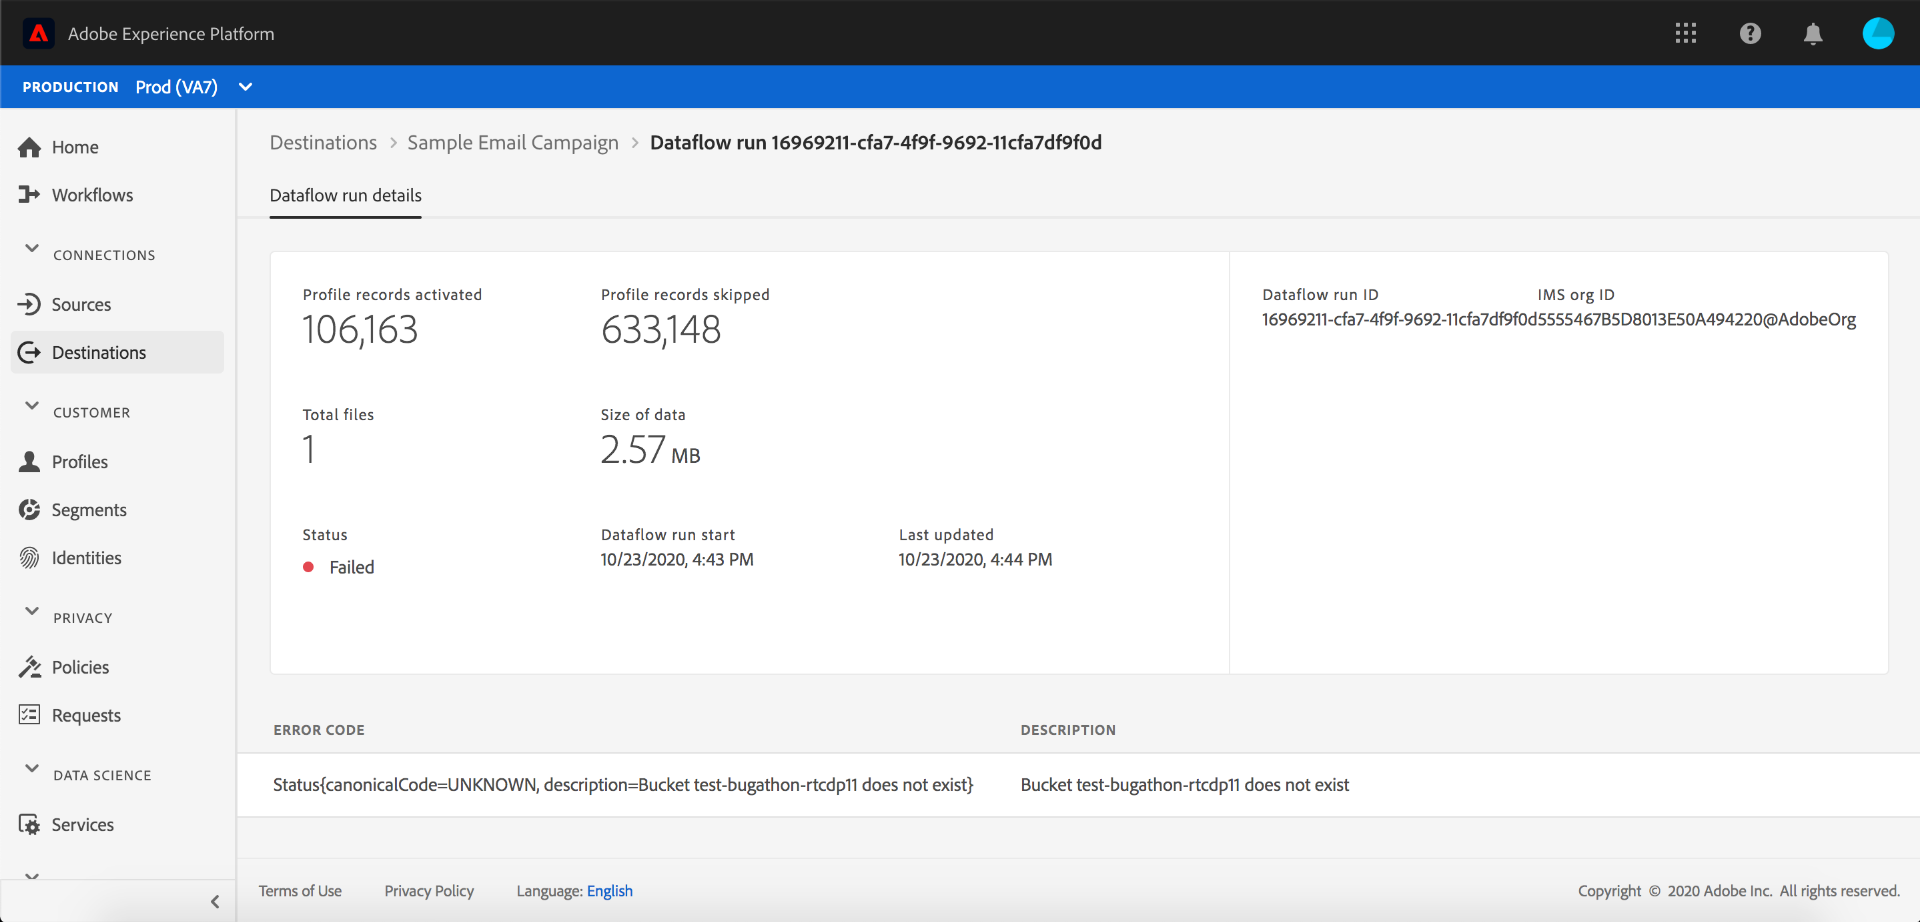 Adobe Experience Platform
PRODUCTION Prod (VA7)
Home
Workflows
CONNECTIONS
Sources
Destinations
CUSTOMER
Profiles
Segments
Identities
PRIVACY
Policies
Requests
DATA SCIENCE
Services
Destinations > Sample Email Campaign > Dataflow run 16969211-cfa7-4f9f-9692-11cfa7df9f0d
Dataflow run details
Profile records activated
106,163
Profile records skipped
633,148
Total files
1
Size of data
2.57 MB
Status
Failed
Dataflow run start
10/23/2020, 4:43 PM
Last updated
10/23/2020, 4:44 PM
Dataflow run ID
16969211-cfa7-4f9f-9692-11cfa7df9f0d
IMS org ID
5555467B5D8013E50A494220@AdobeOrg
ERROR CODE DESCRIPTION
Status{canonicalCode=UNKNOWN, description=Bucket test-bugathon-rtcdp11 does not exist} Bucket test-bugathon-rtcdp11 does not exist
Terms of Use Privacy Policy Language: English Copyright © 2020 Adobe Inc. All rights reserved.